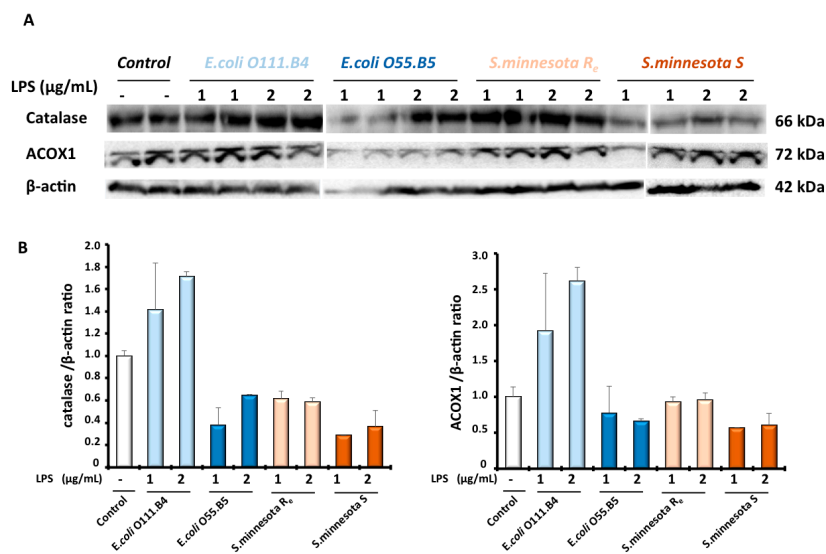 A
Control E.coli O111.B4 E.coli O55.B5 S.minnesota Re S.minnesota S
LPS (µg/mL)
- - 1 1 2 2 1 1 2 2 1 1 2 2 1 1 2 2
Catalase 66 kDa
ACOX1 72 kDa
β-actin 42 kDa
B
catalase /β-actin ratio
2.0
1.8
1.6
1.4
1.2
1.0
0.8
0.6
0.4
0.2
0
LPS (µg/mL) - 1 2 1 2 1 2 1 2
Control
E.coli O111.B4
E.coli O55.B5
S.minnesota Re
S.minnesota S
ACOX1 /β-actin ratio
3.0
2.5
2.0
1.5
1.0
0.5
0.0
LPS (µg/mL) - 1 2 1 2 1 2 1 2
Control
E.coli O111.B4
E.coli O55.B5
S.minnesota Re
S.minnesota S